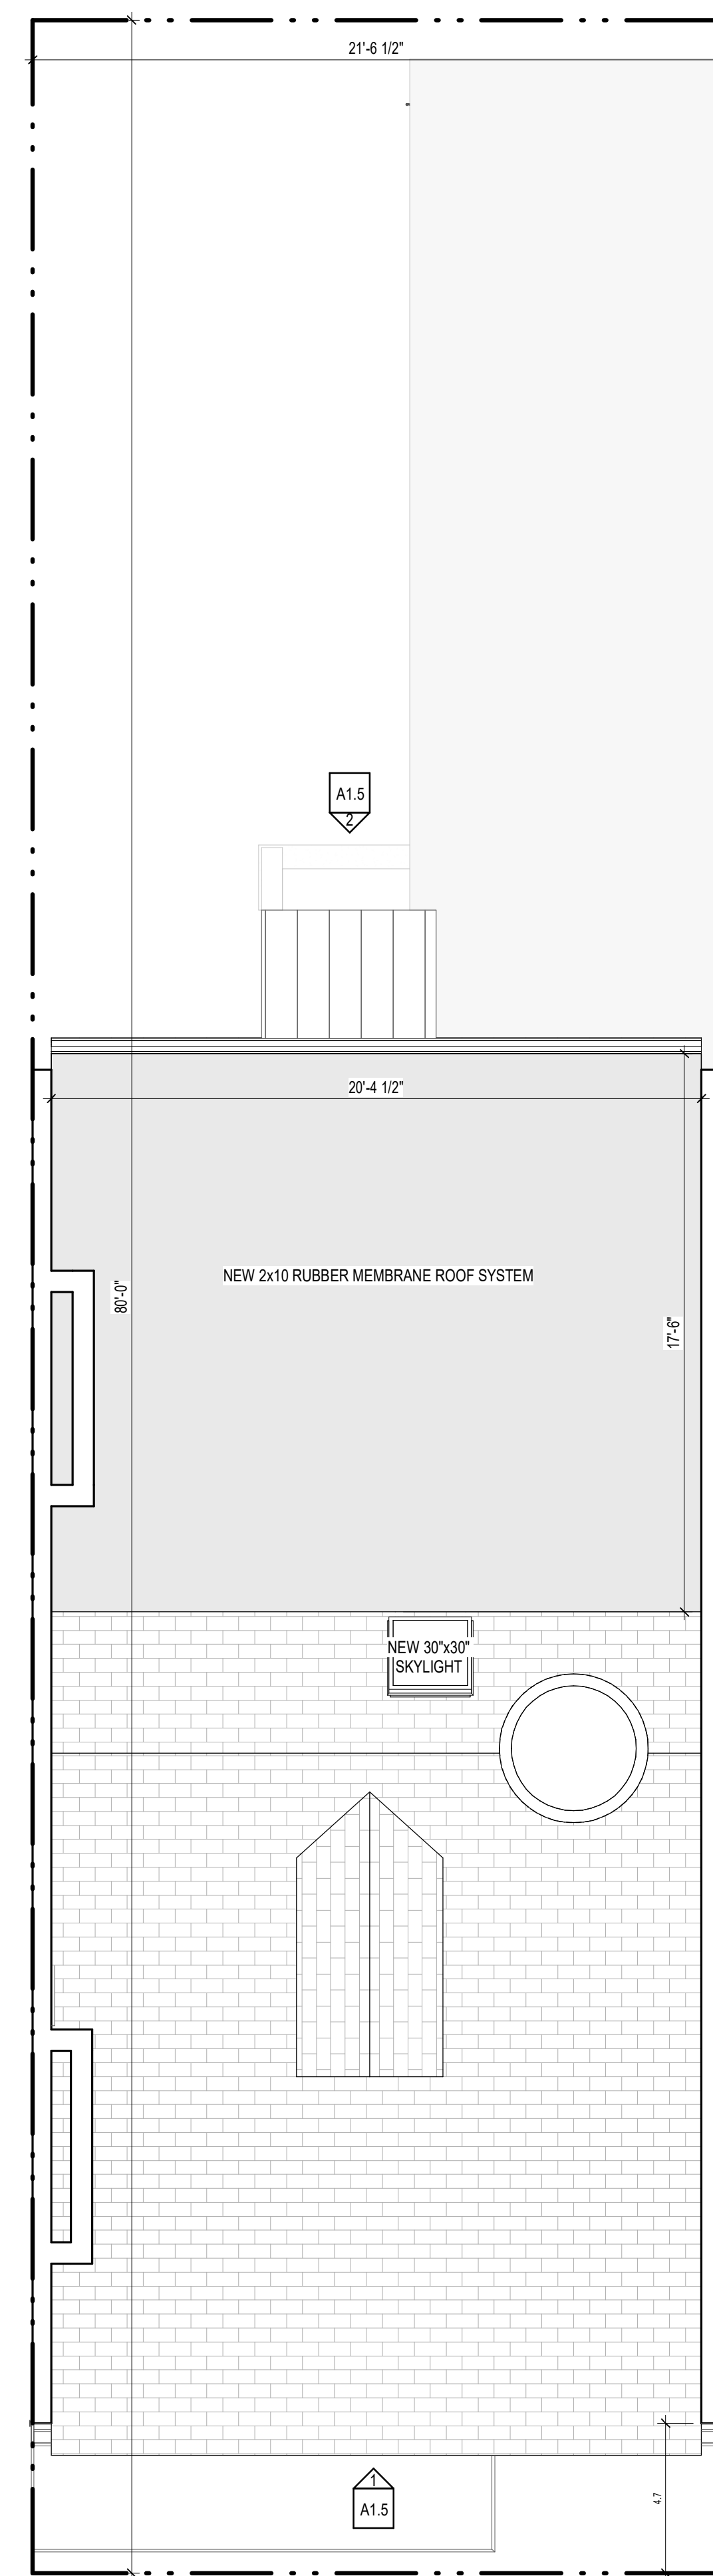 21'-6 1/2"
A1.5
2
20'-4 1/2"
NEW 2x10 RUBBER MEMBRANE ROOF SYSTEM
80'-0"
17'-6"
NEW 30"x30"
SKYLIGHT
1
A1.5
4.7